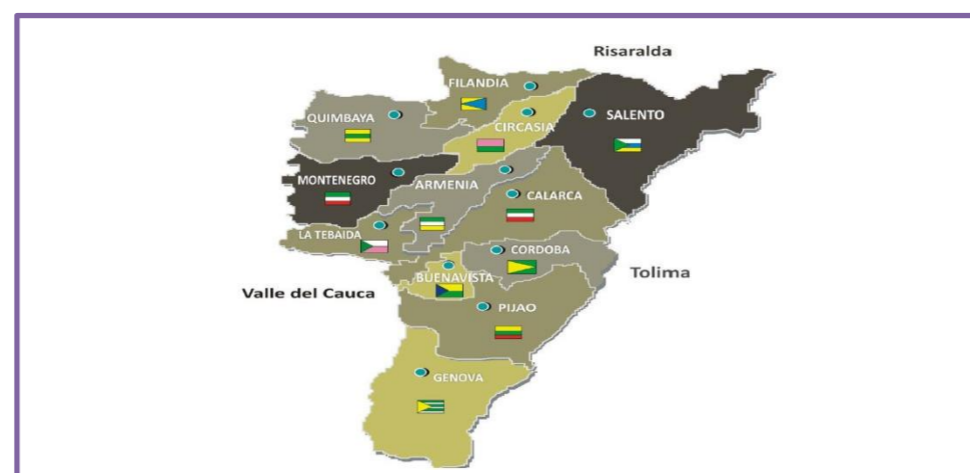 Risaralda
FILANDIA
QUIMBAYA
CIRCASIA
SALENTO
MONTENEGRO
ARMENIA
CALARCA
LA TEBAIDA
CORDOBA
Tolima
BUENAVISTA
Valle del Cauca
PIJAO
GENOVA